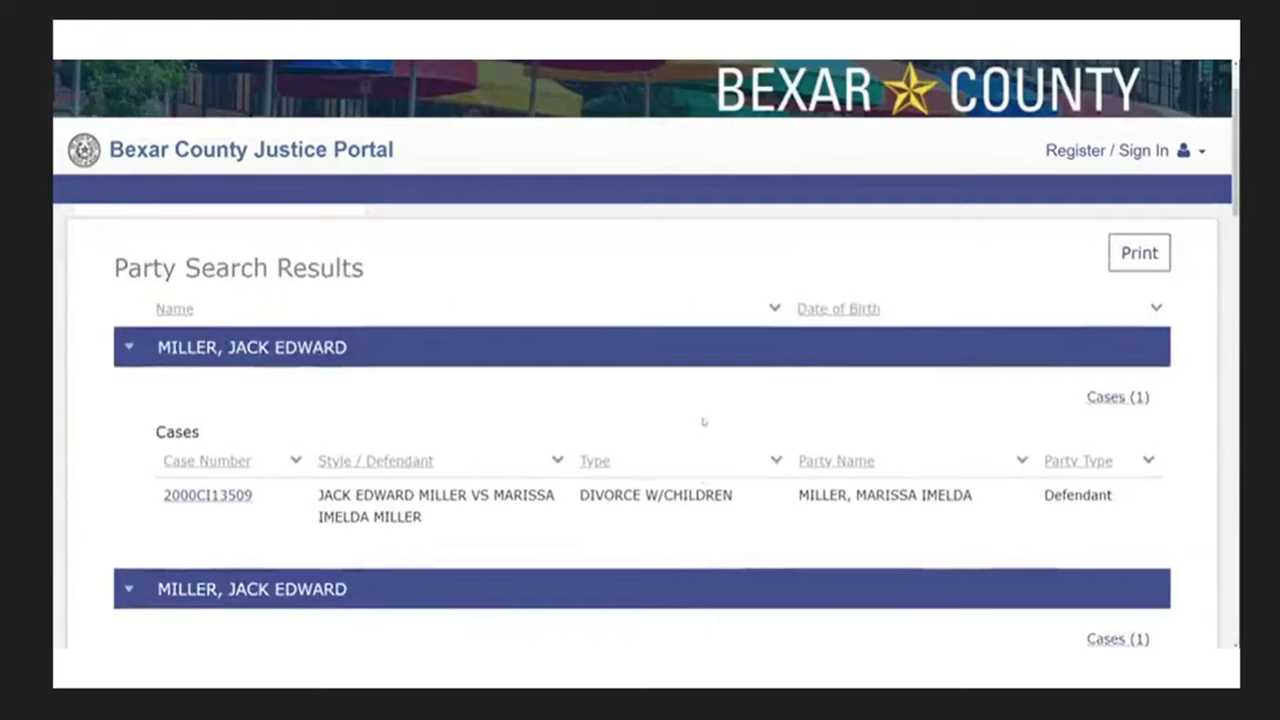 BEXAR COUNTY
Bexar County Justice Portal
Register / Sign In
Print
Party Search Results
Name Date of Birth
MILLER, JACK EDWARD
Cases (1)
Cases
Case Number Style / Defendant Type Party Name Party Type
2000CI13509 JACK EDWARD MILLER VS MARISSA DIVORCE W/CHILDREN MILLER, MARISSA IMELDA Defendant
IMELDA MILLER
MILLER, JACK EDWARD
Cases (1)